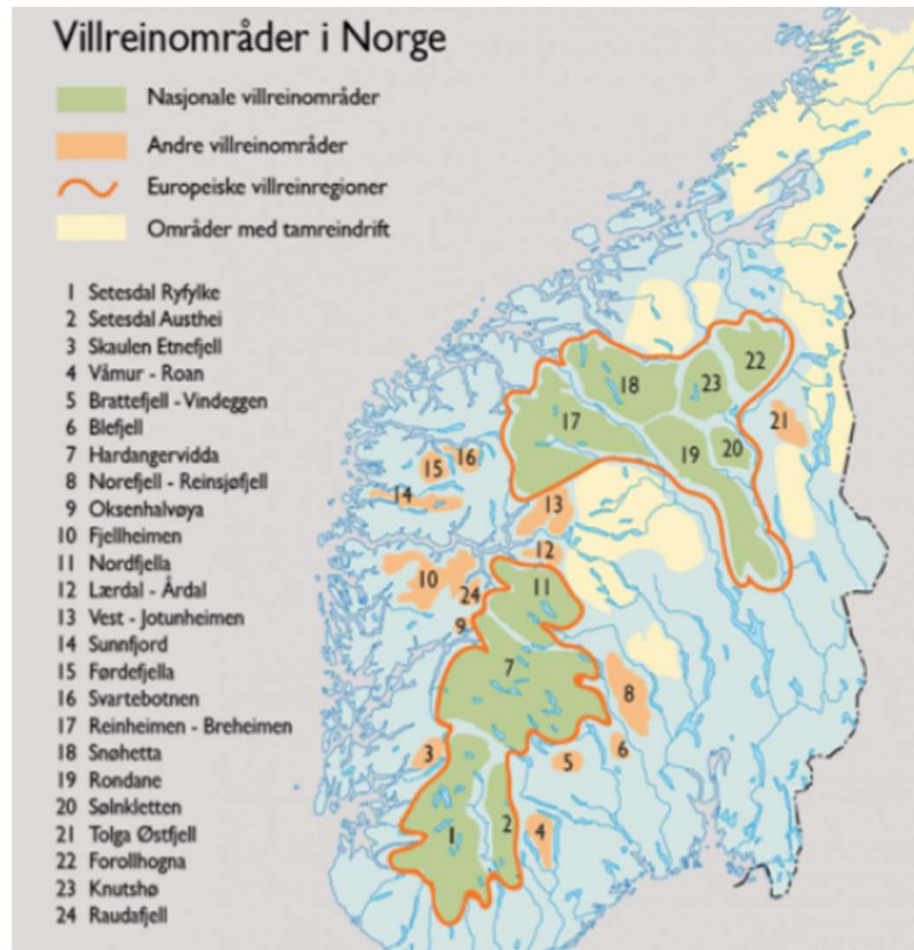 Villreinområder i Norge
Nasjonale villreinområder
Andre villreinområder
Europeiske villreinregioner
Områder med tamreindrift
1 Setesdal Ryfylke
2 Setesdal Austhei
3 Skaulen Etnefjell
4 Våmur - Roan
5 Brattefjell - Vindeggen
6 Blefjell
7 Hardangervidda
8 Norefjell - Reinsjøfjell
9 Oksenhalvøya
10 Fjellheimen
11 Nordfjella
12 Lærdal - Årdal
13 Vest - Jotunheimen
14 Sunnfjord
15 Førdefjella
16 Svartebotnen
17 Reinheimen - Breheimen
18 Snøhetta
19 Rondane
20 Sølnkletten
21 Tolga Østfjell
22 Forollhogna
23 Knutshø
24 Raudafjell
22
18
23
17
21
19
20
16
15
14
13
12
10
24
11
9
7
8
3
6
5
1
2
4